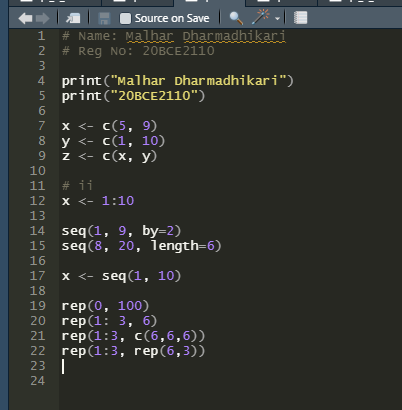 Source on Save
1 # Name: Malhar Dharmadhikari
2 # Reg No: 20BCE2110
3
4 print("Malhar Dharmadhikari")
5 print("20BCE2110")
6
7 x <- c(5, 9)
8 y <- c(1, 10)
9 z <- c(x, y)
10
11 # ii
12 x <- 1:10
13
14 seq(1, 9, by=2)
15 seq(8, 20, length=6)
16
17 x <- seq(1, 10)
18
19 rep(0, 100)
20 rep(1: 3, 6)
21 rep(1:3, c(6,6,6))
22 rep(1:3, rep(6,3))
23
24